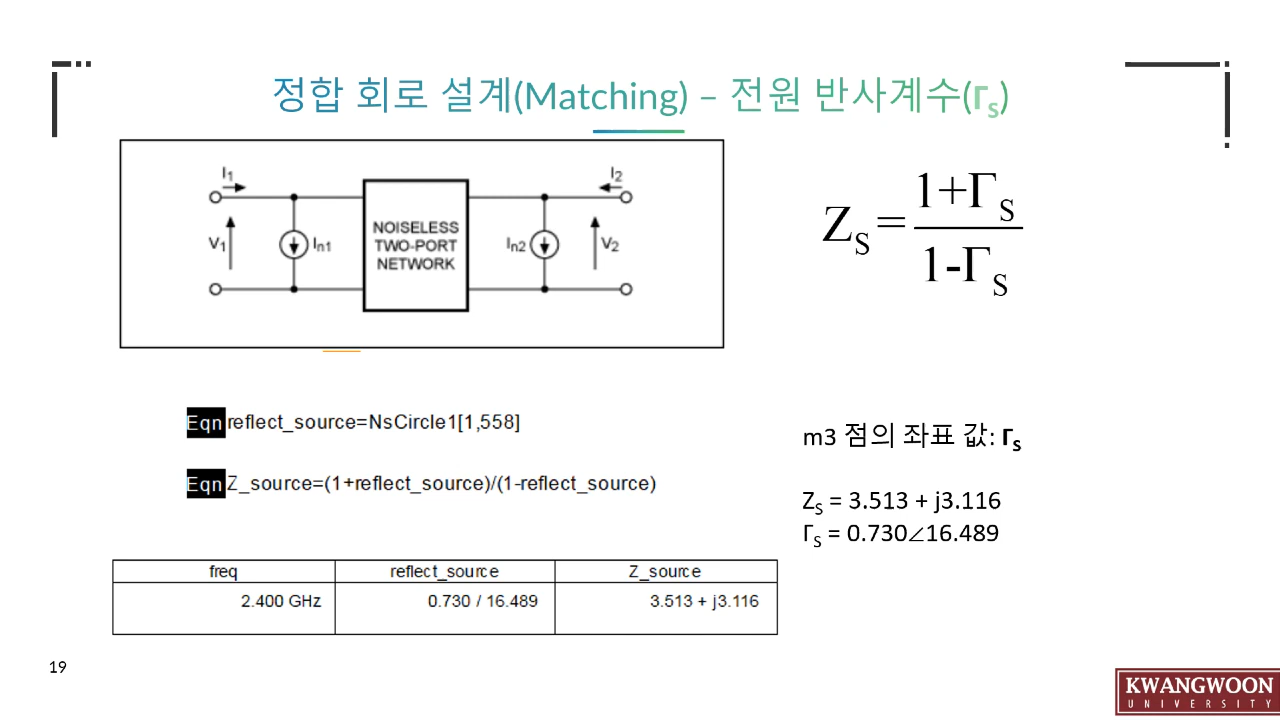 정합 회로 설계(Matching) – 전원 반사계수(ΓS)
I1
I2
V1
In1
NOISELESS
TWO-PORT
NETWORK
In2
V2
ZS = 1+ΓS
1-ΓS
Eqn reflect_source=NsCircle1[1,558]
Eqn Z_source=(1+reflect_source)/(1-reflect_source)
m3 점의 좌표 값: ΓS
ZS = 3.513 + j3.116
ΓS = 0.730∠16.489
freq reflect_source Z_source
2.400 GHz 0.730 / 16.489 3.513 + j3.116
19
KWANGWOON
UNIVERSITY